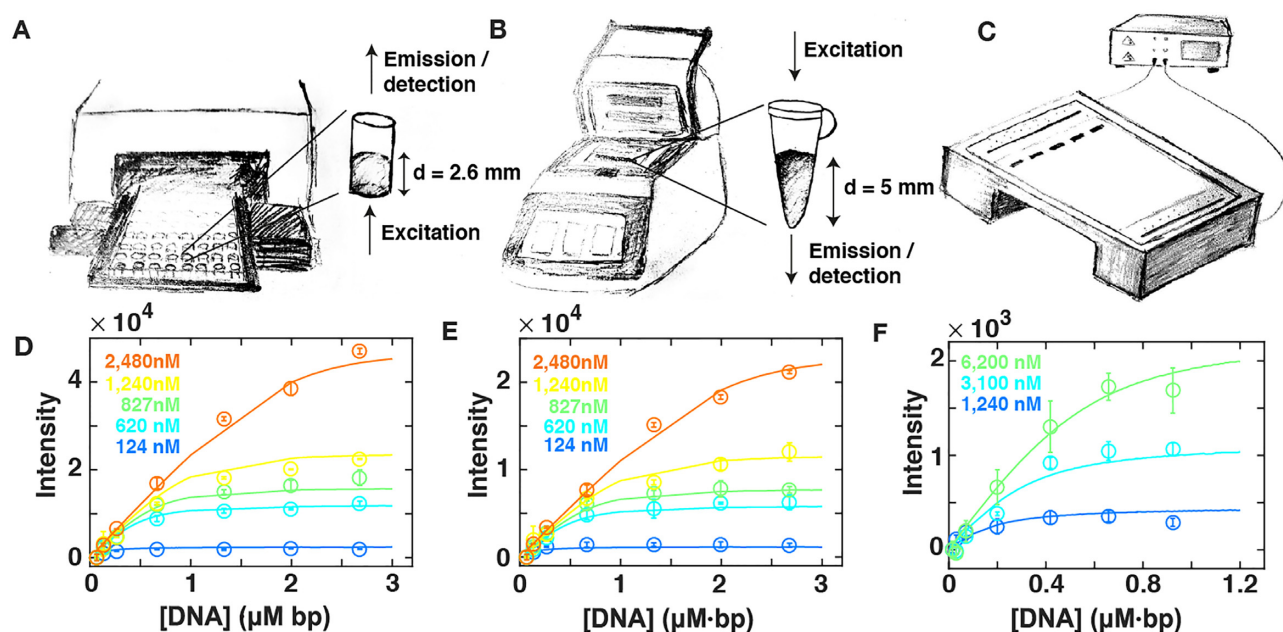 A
Emission /
detection
d = 2.6 mm
Excitation
B
Excitation
d = 5 mm
Emission /
detection
C
D
× 10⁴
2,480nM
1,240nM
827nM
620 nM
124 nM
Intensity
4
2
0
0 1 2 3
[DNA] (µM bp)
E
× 10⁴
2,480nM
1,240nM
827nM
620 nM
124 nM
Intensity
2
1
0
0 1 2 3
[DNA] (µM·bp)
F
× 10³
6,200 nM
3,100 nM
1,240 nM
Intensity
2
1
0
0 0.4 0.8 1.2
[DNA] (µM·bp)